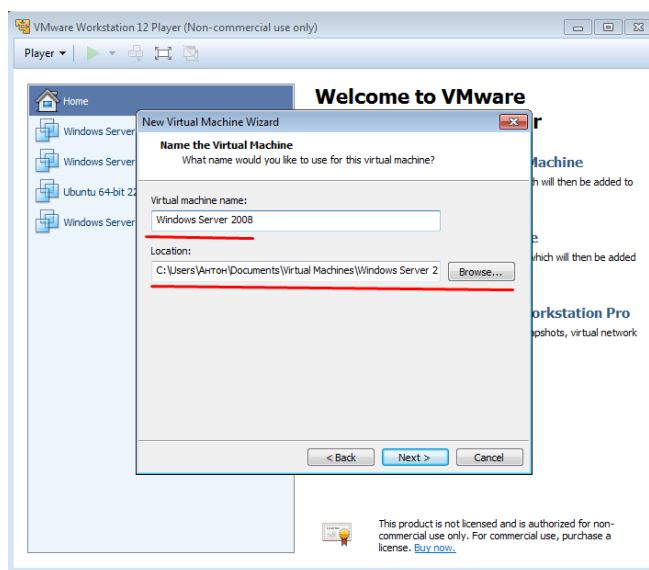 VMware Workstation 12 Player (Non-commercial use only)
Player
Home
Welcome to VMware
r
Windows Server
Windows Server
Ubuntu 64-bit 22
Windows Server
New Virtual Machine Wizard
Name the Virtual Machine
What name would you like to use for this virtual machine?
Virtual machine name:
Windows Server 2008
Location:
C:\Users\Антон\Documents\Virtual Machines\Windows Server 2
Browse...
< Back
Next >
Cancel
Machine
h will then be added to
e
which will then be added
orkstation Pro
apshots, virtual network
This product is not licensed and is authorized for non-
commercial use only. For commercial use, purchase a
license. Buy now.